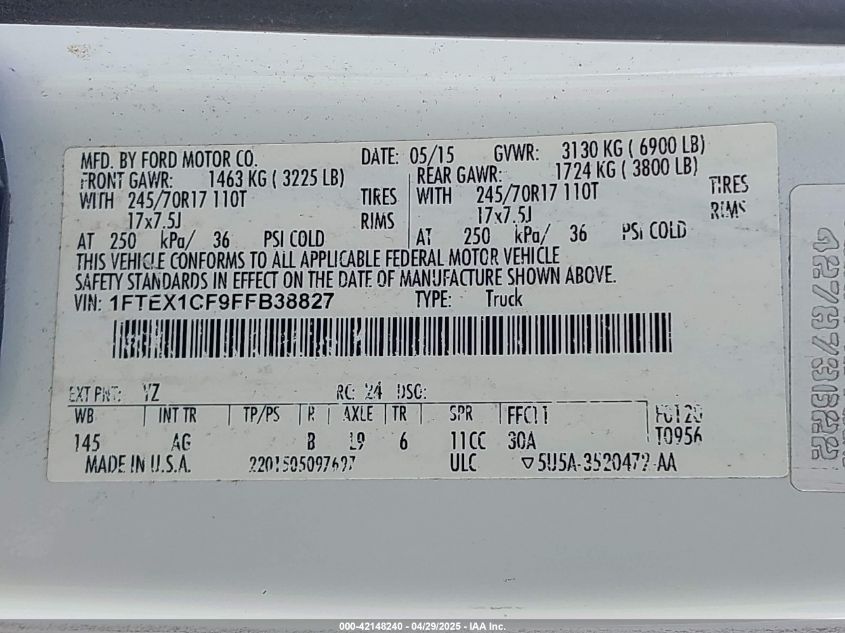 MFD. BY FORD MOTOR CO. DATE: 05/15 GVWR: 3130 KG ( 6900 LB)
FRONT GAWR: 1463 KG ( 3225 LB) REAR GAWR: 1724 KG ( 3800 LB)
WITH 245/70R17 110T TIRES WITH 245/70R17 110T TIRES
17x7.5J RIMS 17x7.5J RIMS
AT 250 kPa/ 36 PSI COLD AT 250 kPa/ 36 PSI COLD
THIS VEHICLE CONFORMS TO ALL APPLICABLE FEDERAL MOTOR VEHICLE
SAFETY STANDARDS IN EFFECT ON THE DATE OF MANUFACTURE SHOWN ABOVE.
VIN: 1FTEX1CF9FFB38827 TYPE: Truck
EXT PNT: YZ RC: 24 DSO:
WB INT TR TP/PS R AXLE TR SPR
145 AG B 19 6 11CC 30A T0956
MADE IN U.S.A. ULC
000-42148240 - 04/29/2025 - IAA Inc.